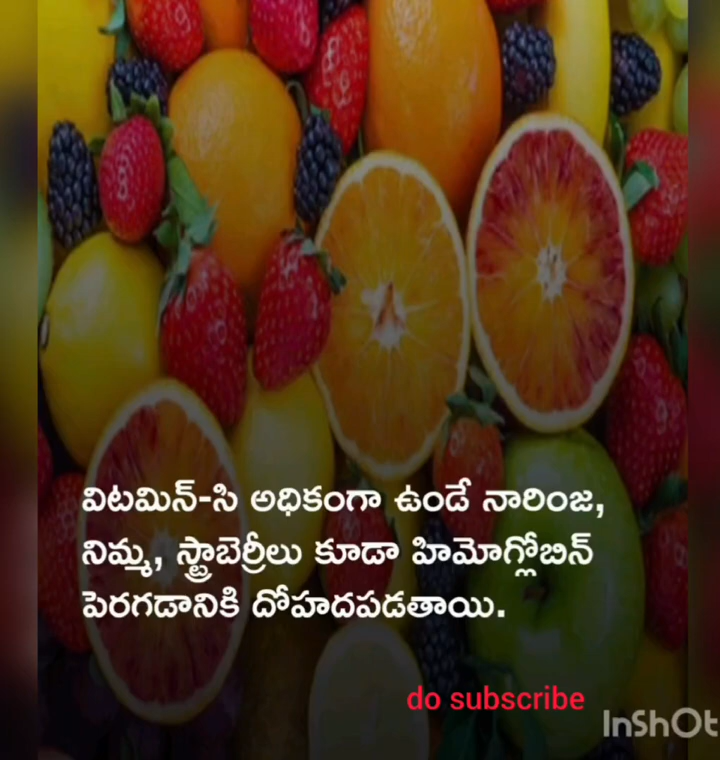 విటమిన్-సి అధికంగా ఉండే నారింజ,
నిమ్మ, స్ట్రాబెర్రీలు కూడా హిమోగ్లోబిన్
పెరగడానికి దోహదపడతాయి.
do subscribe
InShOt